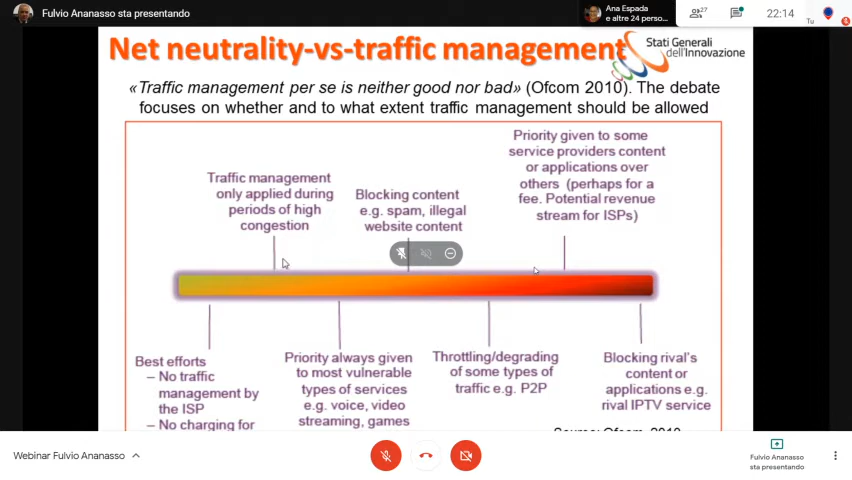 Fulvio Ananasso sta presentando
Ana Espada
e altre 24 perso...
27
22:14
Tu
Net neutrality-vs-traffic management
Stati Generali
dell'Innovazione
«Traffic management per se is neither good nor bad» (Ofcom 2010). The debate
focuses on whether and to what extent traffic management should be allowed
Traffic management
only applied during
periods of high
congestion
Blocking content
e.g. spam, illegal
website content
Priority given to some
service providers content
or applications over
others (perhaps for a
fee. Potential revenue
stream for ISPs)
Best efforts
– No traffic
management by
the ISP
– No charging for
Priority always given
to most vulnerable
types of services
e.g. voice, video
streaming, games
Throttling/degrading
of some types of
traffic e.g. P2P
Blocking rival's
content or
applications e.g.
rival IPTV service
Source: Ofcom, 2010
Webinar Fulvio Ananasso
Fulvio Ananasso
sta presentando